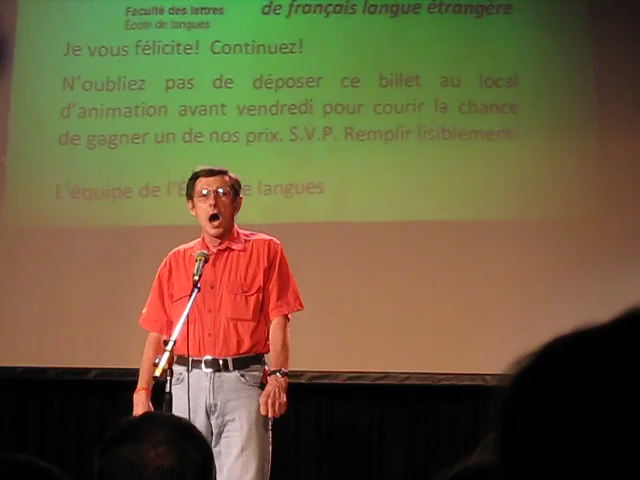 Faculté des lettres
École de langues
de français langue étrangère
Je vous félicite! Continuez!
N'oubliez pas de déposer ce billet au local
d'animation avant vendredi pour courir la chance
de gagner un de nos prix. S.V.P. Remplir lisiblement.
L'équipe de l'É e langues